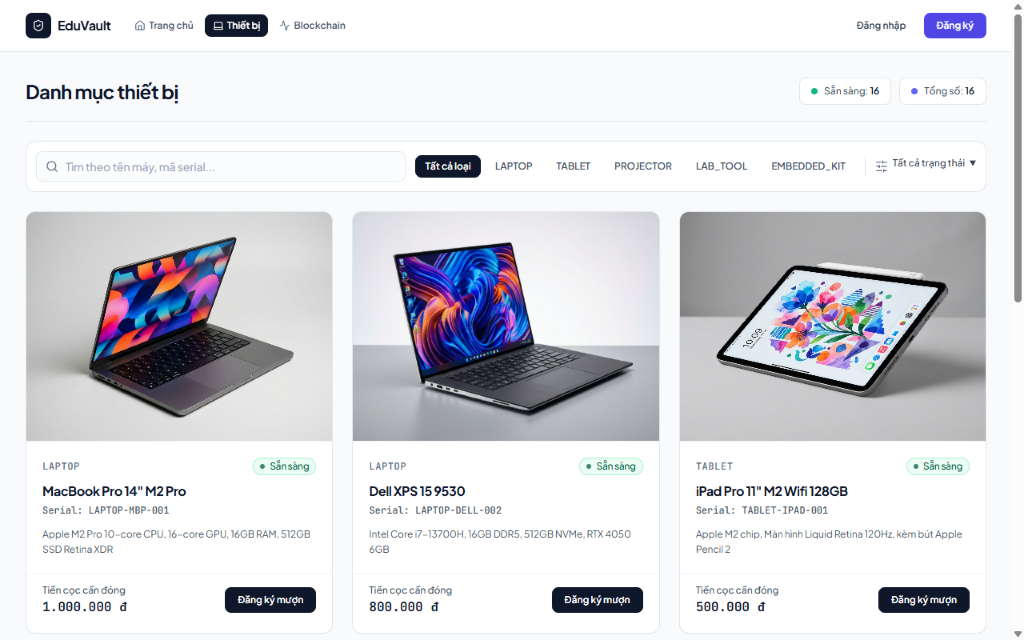 EduVault
Trang chủ
Thiết bị
Blockchain
Đăng nhập
Đăng ký
Danh mục thiết bị
Sẵn sàng: 16
Tổng số: 16
Tìm theo tên máy, mã serial...
Tất cả loại
LAPTOP
TABLET
PROJECTOR
LAB_TOOL
EMBEDDED_KIT
Tất cả trạng thái ▼
10:09
LAPTOP
Sẵn sàng
MacBook Pro 14" M2 Pro
Serial: LAPTOP-MBP-001
Apple M2 Pro 10-core CPU, 16-core GPU, 16GB RAM, 512GB
SSD Retina XDR
Tiền cọc cần đóng
1.000.000 đ
Đăng ký mượn
LAPTOP
Sẵn sàng
Dell XPS 15 9530
Serial: LAPTOP-DELL-002
Intel Core i7-13700H, 16GB DDR5, 512GB NVMe, RTX 4050
6GB
Tiền cọc cần đóng
800.000 đ
Đăng ký mượn
TABLET
Sẵn sàng
iPad Pro 11" M2 Wifi 128GB
Serial: TABLET-IPAD-001
Apple M2 chip, Màn hình Liquid Retina 120Hz, kèm bút Apple
Pencil 2
Tiền cọc cần đóng
500.000 đ
Đăng ký mượn